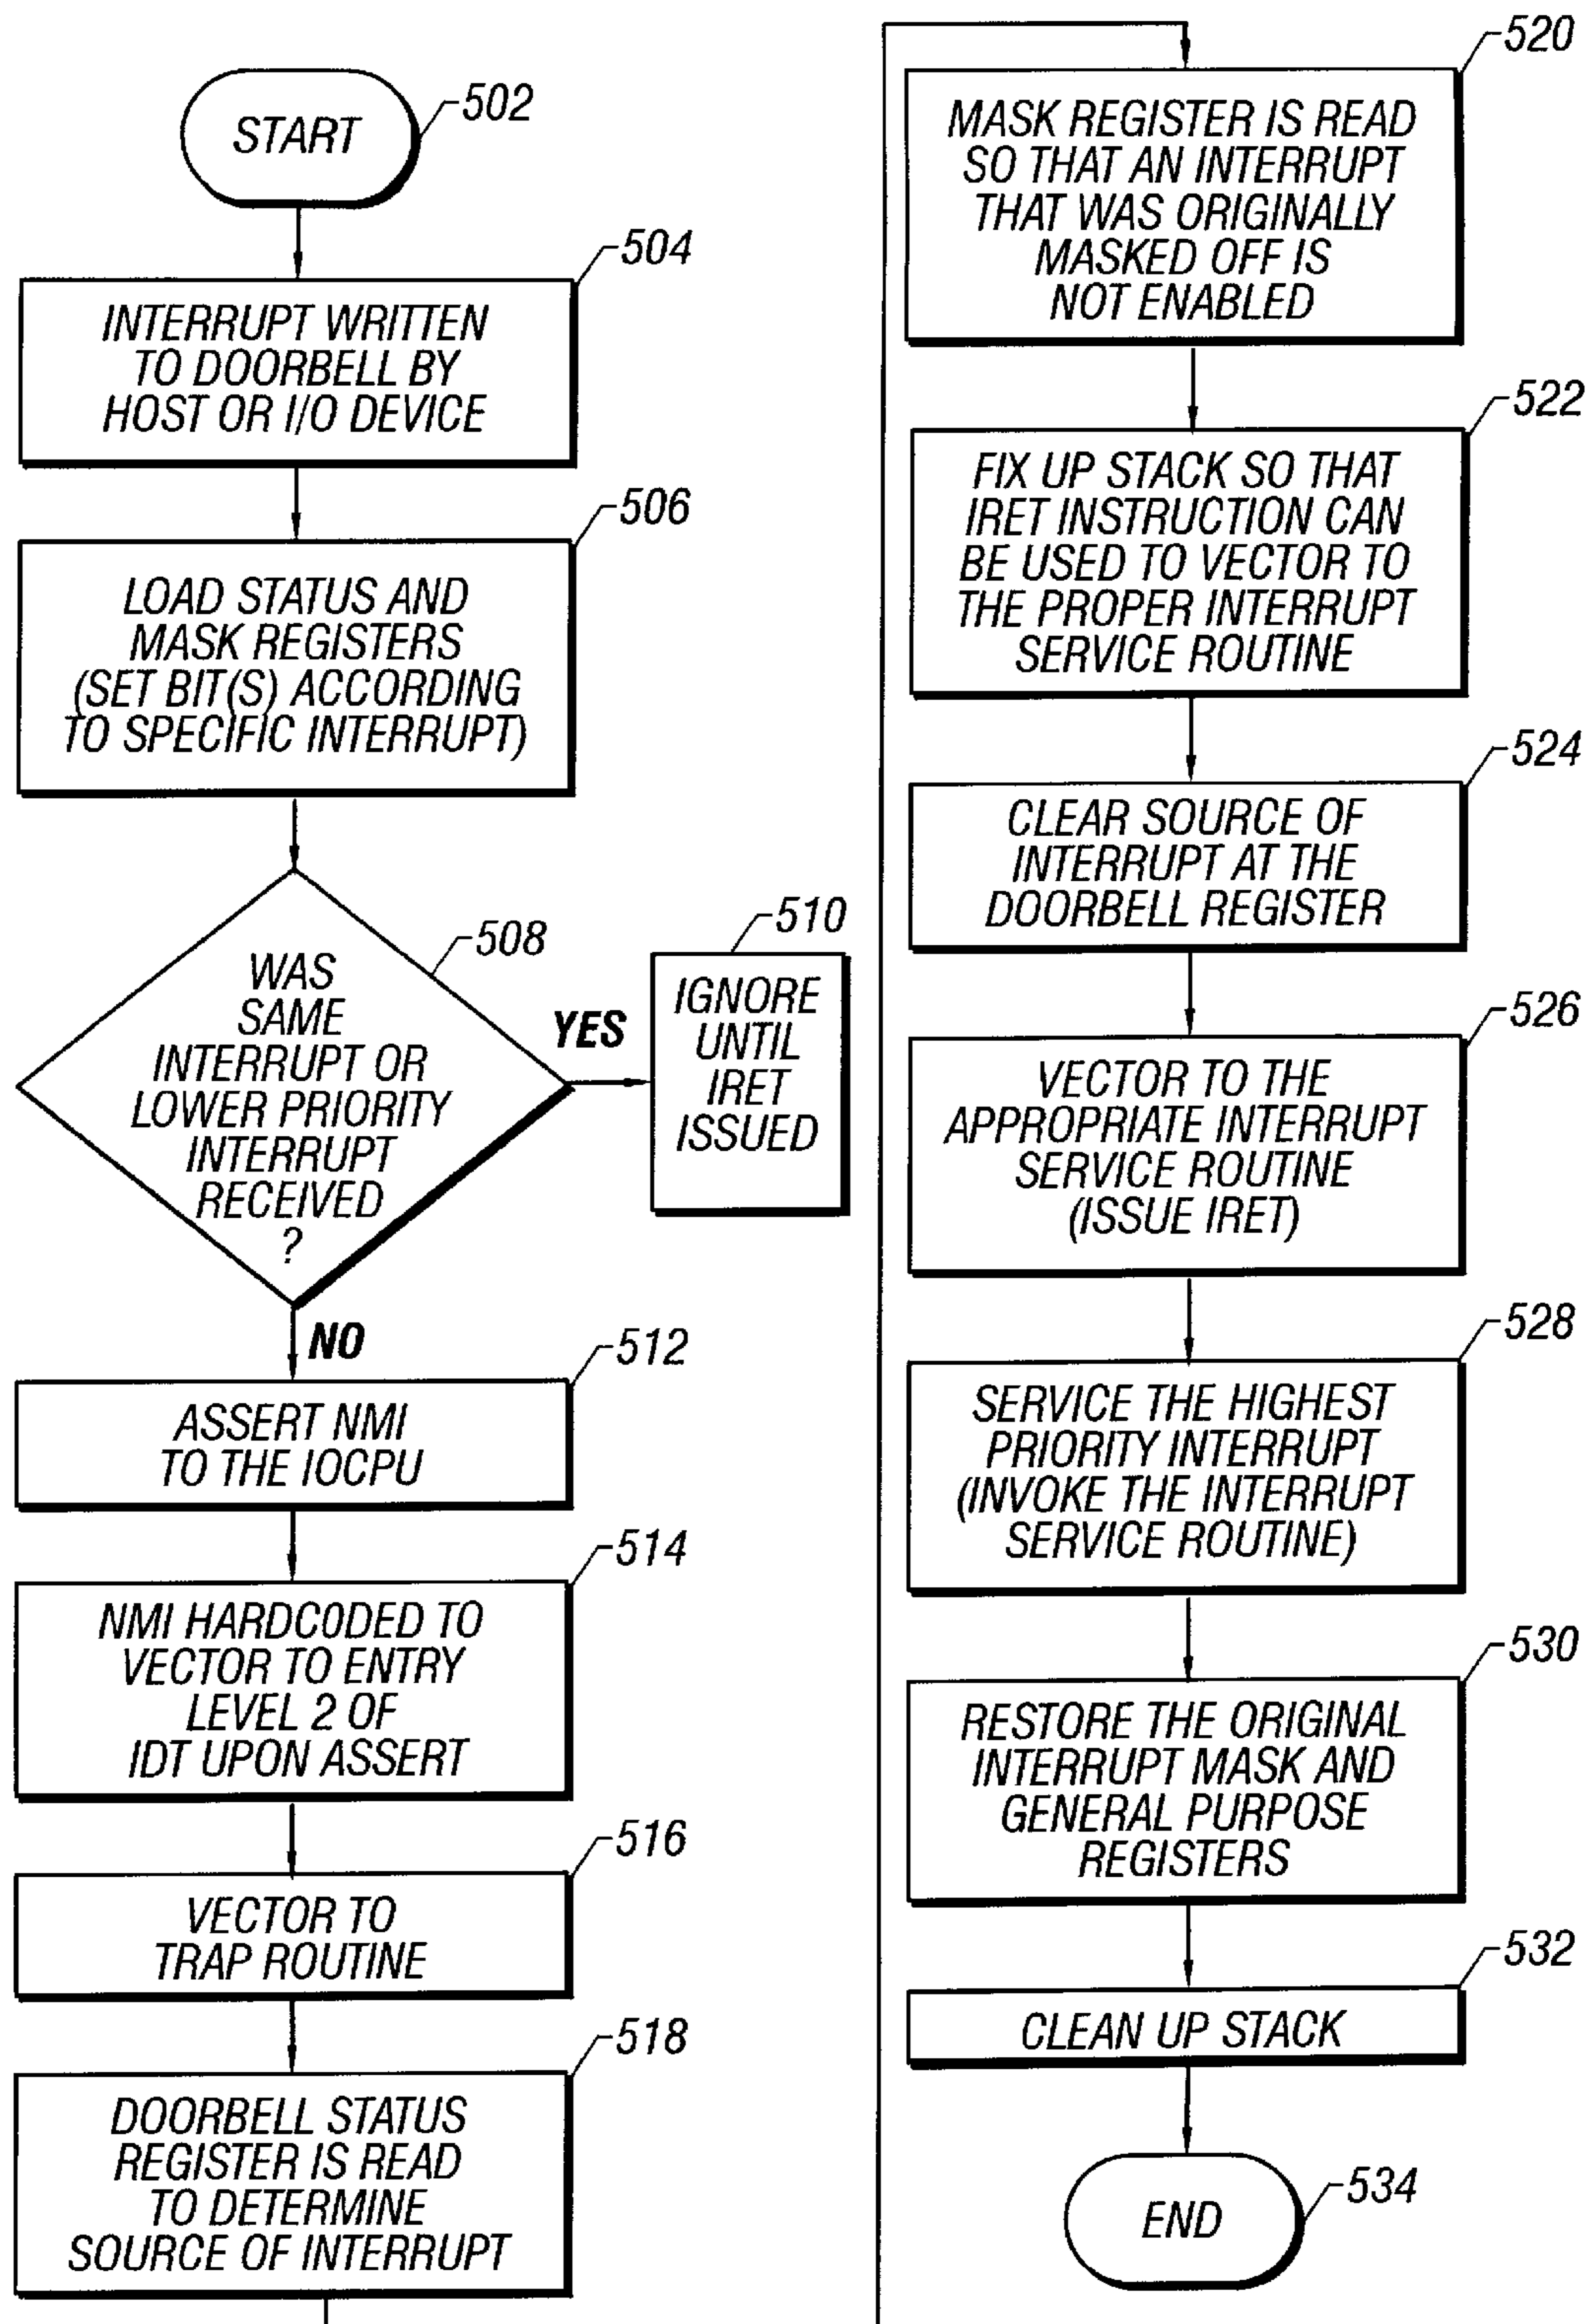 START
502
504
INTERRUPT WRITTEN
TO DOORBELL BY
HOST OR I/O DEVICE
506
LOAD STATUS AND
MASK REGISTERS
(SET BIT(S) ACCORDING
TO SPECIFIC INTERRUPT)
508
WAS
SAME
INTERRUPT OR
LOWER PRIORITY
INTERRUPT
RECEIVED
?
YES
510
IGNORE
UNTIL
IRET
ISSUED
NO
512
ASSERT NMI
TO THE IOCPU
514
NMI HARDCODED TO
VECTOR TO ENTRY
LEVEL 2 OF
IDT UPON ASSERT
516
VECTOR TO
TRAP ROUTINE
518
DOORBELL STATUS
REGISTER IS READ
TO DETERMINE
SOURCE OF INTERRUPT
520
MASK REGISTER IS READ
SO THAT AN INTERRUPT
THAT WAS ORIGINALLY
MASKED OFF IS
NOT ENABLED
522
FIX UP STACK SO THAT
IRET INSTRUCTION CAN
BE USED TO VECTOR TO
THE PROPER INTERRUPT
SERVICE ROUTINE
524
CLEAR SOURCE OF
INTERRUPT AT THE
DOORBELL REGISTER
526
VECTOR TO THE
APPROPRIATE INTERRUPT
SERVICE ROUTINE
(ISSUE IRET)
528
SERVICE THE HIGHEST
PRIORITY INTERRUPT
(INVOKE THE INTERRUPT
SERVICE ROUTINE)
530
RESTORE THE ORIGINAL
INTERRUPT MASK AND
GENERAL PURPOSE
REGISTERS
532
CLEAN UP STACK
END
534